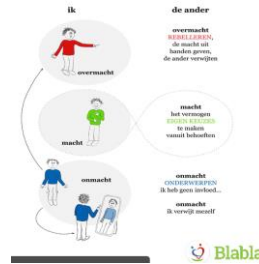 ik
de ander
overmacht
REBELLEREN,
de macht uit
handen geven,
de ander verwijten
overmacht
macht
het vermogen
EIGEN KEUZES
te maken
vanuit behoeften
macht
onmacht
onmacht
ONDERWERPEN
ik heb geen invloed...
onmacht
ik verwijt mezelf
Blabla